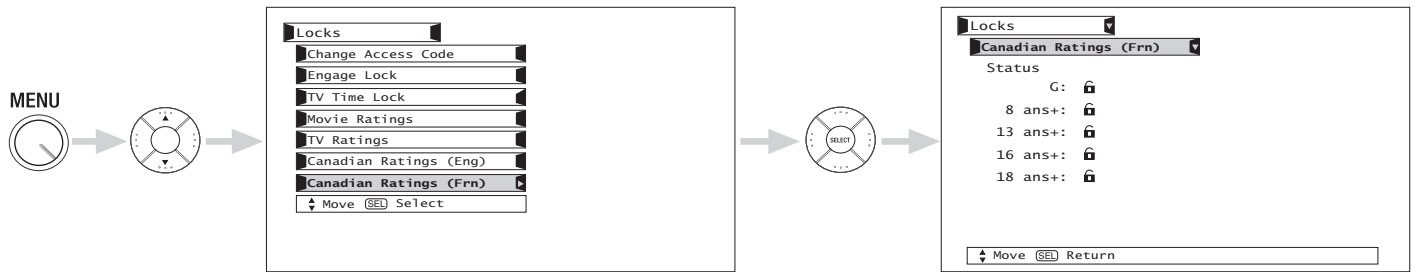 MENU
Locks
Change Access Code
Engage Lock
TV Time Lock
Movie Ratings
TV Ratings
Canadian Ratings (Eng)
Canadian Ratings (Frn)
Move SEL Select
SELECT
Locks
Canadian Ratings (Frn)
Status
G:
8 ans+:
13 ans+:
16 ans+:
18 ans+:
Move SEL Return